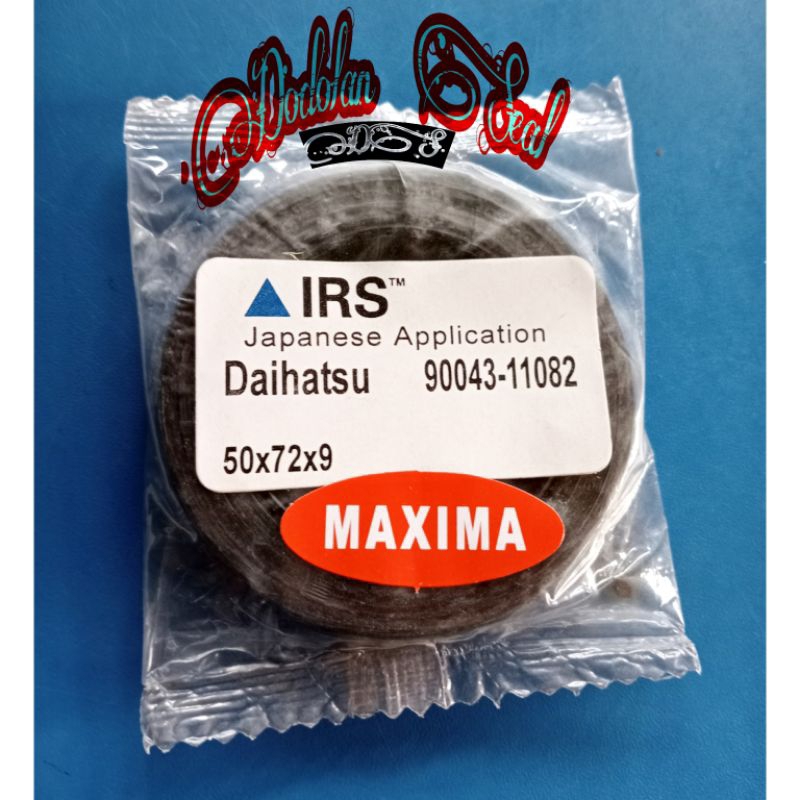 Dodolan Seal
...D.S.
IRS™
Japanese Application
Daihatsu 90043-11082
50x72x9
MAXIMA